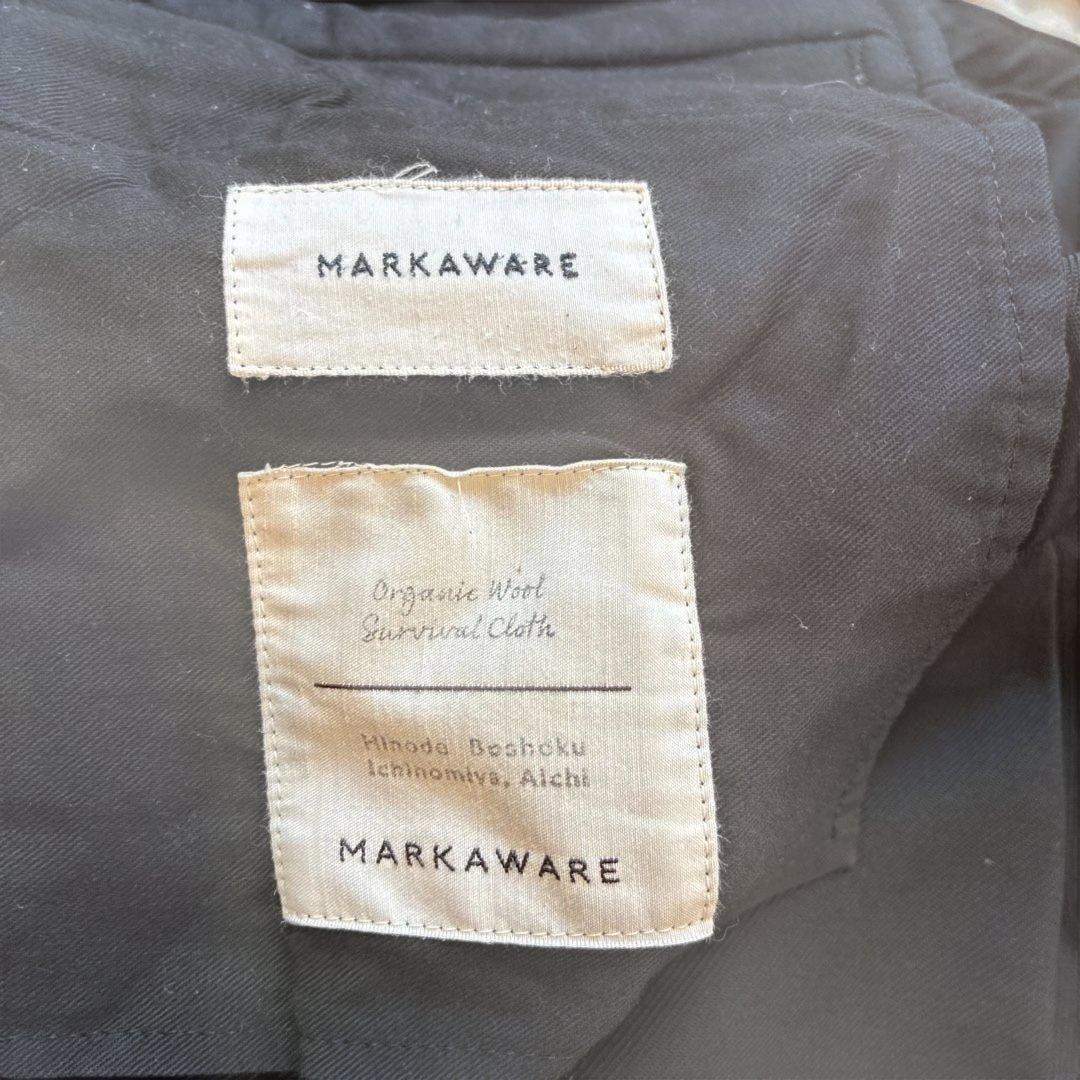 MARKAWARE
Organic Wool
Survival Cloth
Hinode Boshoku
Ichinomiya, Aichi
MARKAWARE